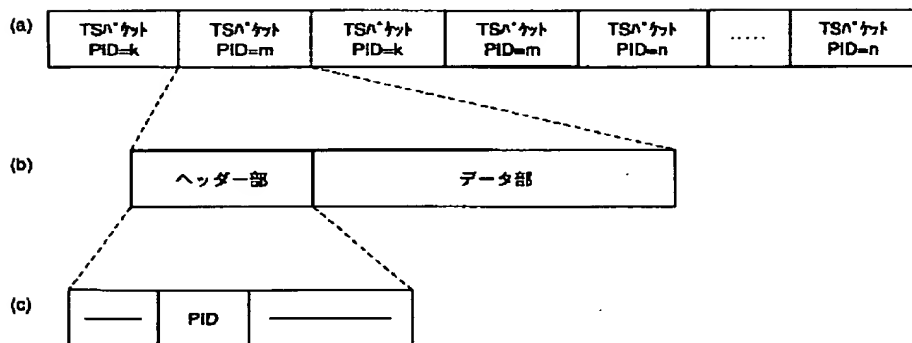 (a)
TSパケット TSパケット TSパケット TSパケット TSパケット ..... TSパケット
PID=k PID=m PID=k PID=m PID=n PID=n
(b)
ヘッダー部 データ部
(c)
PID